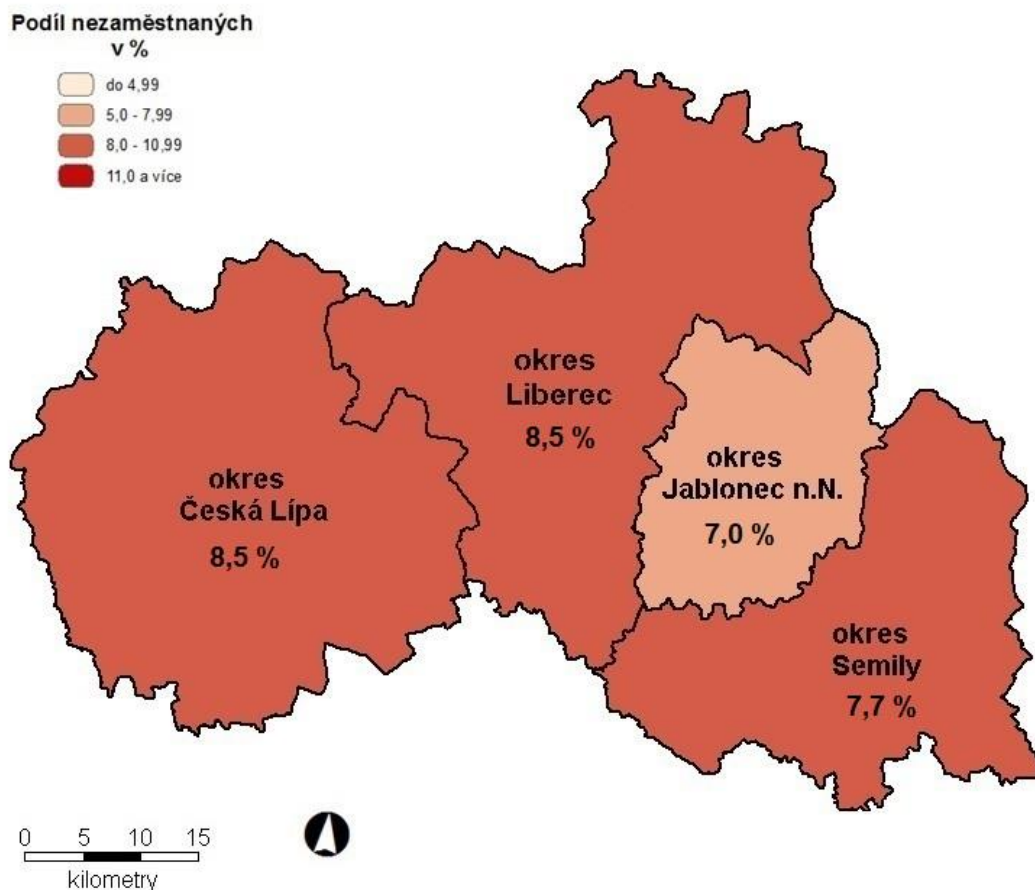 Podíl nezaměstnaných
v %
do 4,99
5,0 - 7,99
8,0 - 10,99
11,0 a více
okres
Liberec
8,5 %
okres
Jablonec n.N.
7,0 %
okres
Česká Lípa
8,5 %
okres
Semily
7,7 %
0 5 10 15
kilometry